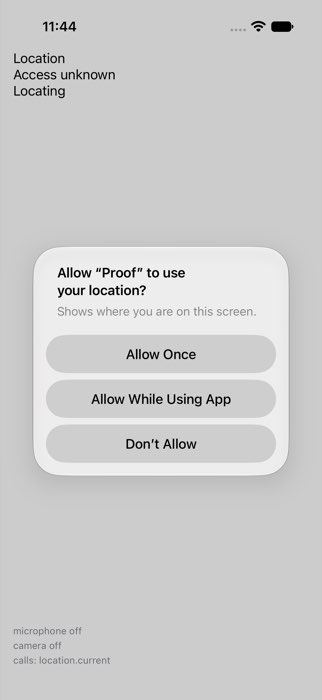 11:44
Location
Access unknown
Locating
Allow “Proof” to use
your location?
Shows where you are on this screen.
Allow Once
Allow While Using App
Don’t Allow
microphone off
camera off
calls: location.current